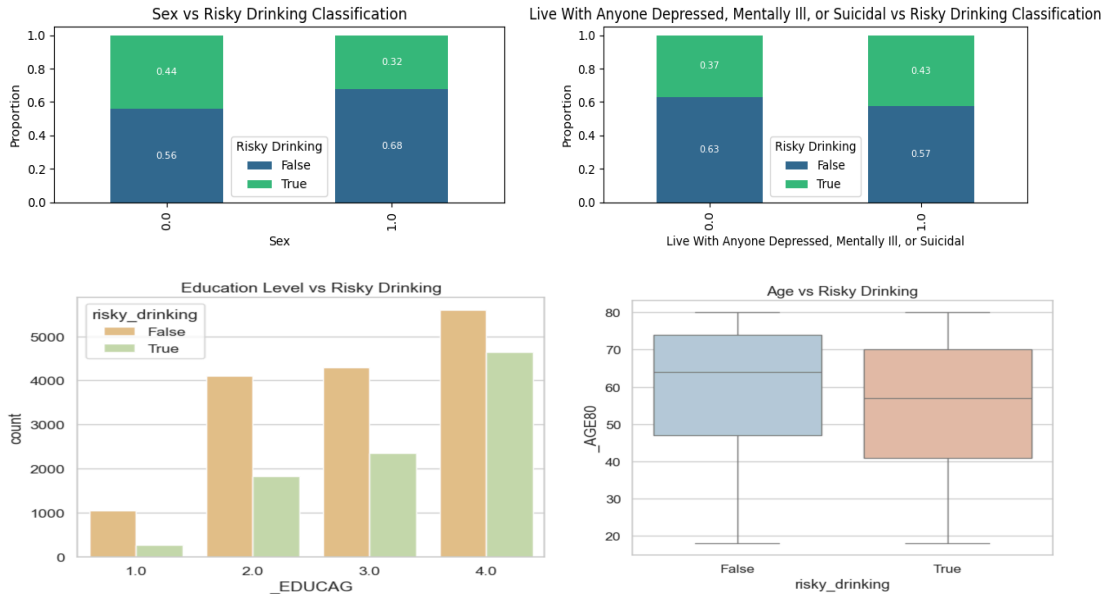 Sex vs Risky Drinking Classification
1.0
0.8
0.6
0.4
0.2
0.0
Proportion
0.44
0.56
0.32
0.68
Risky Drinking
False
True
0.0
1.0
Sex
Live With Anyone Depressed, Mentally Ill, or Suicidal vs Risky Drinking Classification
1.0
0.8
0.6
0.4
0.2
0.0
Proportion
0.37
0.63
0.43
0.57
Risky Drinking
False
True
0.0
1.0
Live With Anyone Depressed, Mentally Ill, or Suicidal
Education Level vs Risky Drinking
risky_drinking
False
True
5000
4000
3000
2000
1000
0
count
1.0
2.0
3.0
4.0
_EDUCAG
Age vs Risky Drinking
80
70
60
50
40
30
20
_AGE80
False
True
risky_drinking